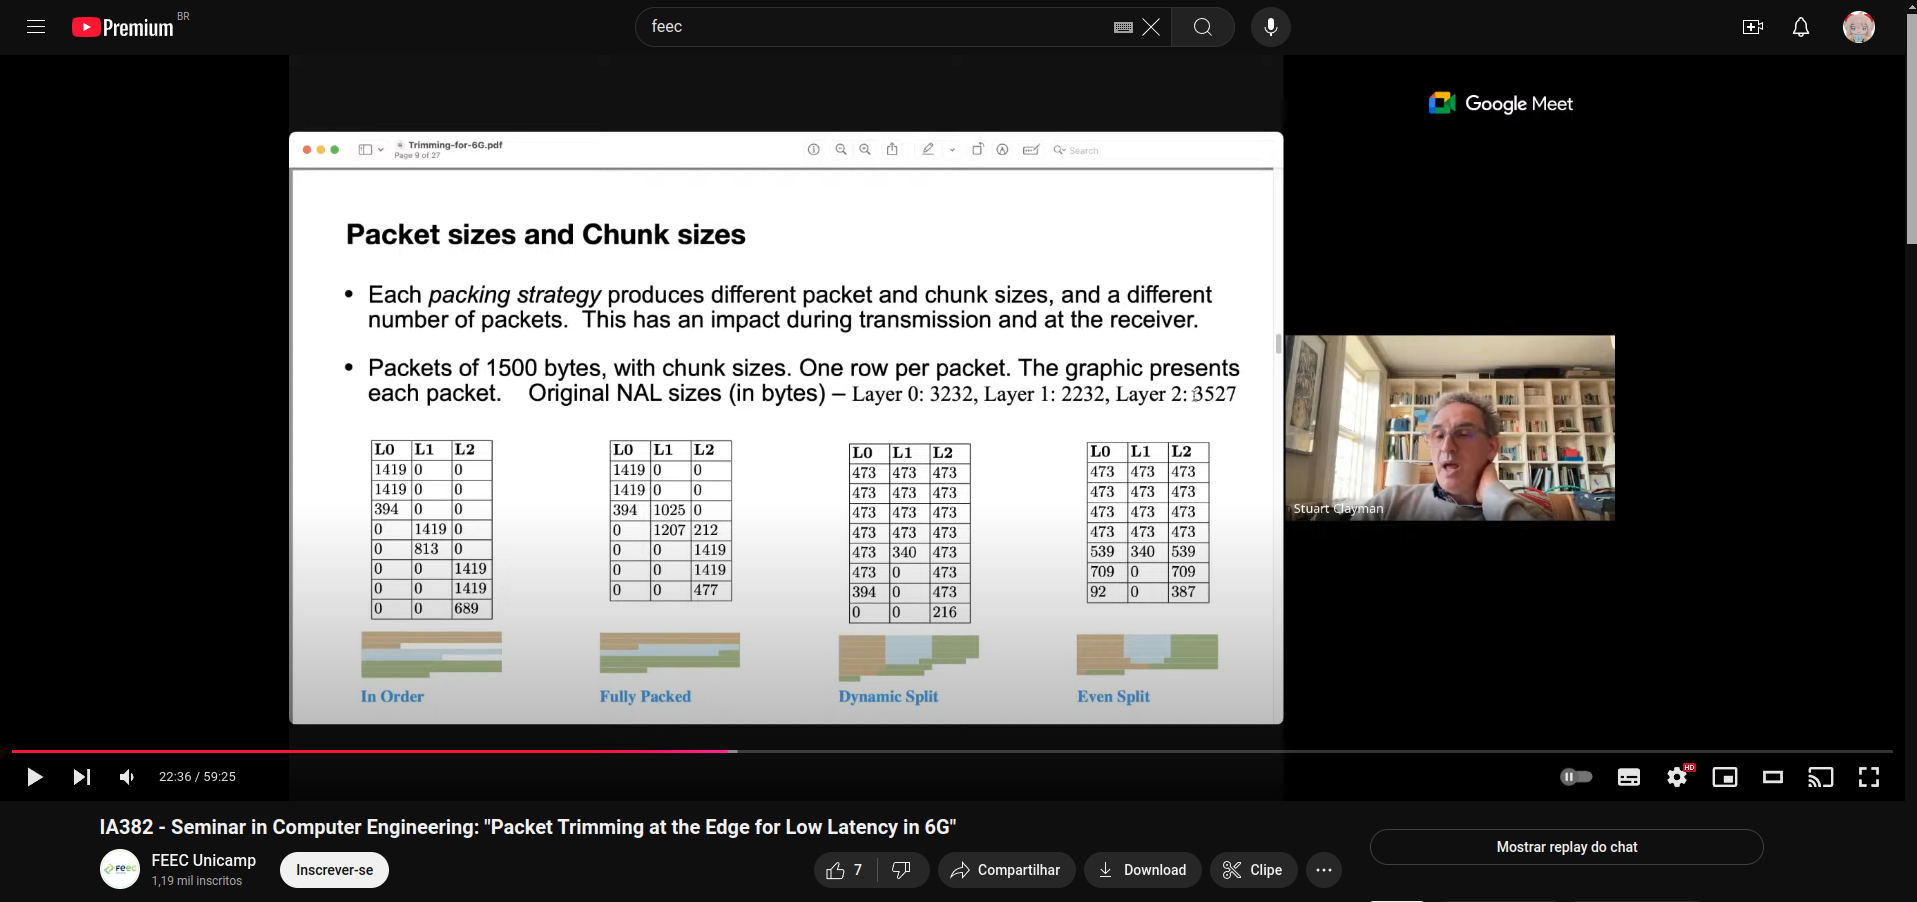 Premium BR
feec
Google Meet
Trimming-for-6G.pdf
Page 9 of 27
Search
Packet sizes and Chunk sizes
• Each packing strategy produces different packet and chunk sizes, and a different
number of packets. This has an impact during transmission and at the receiver.
• Packets of 1500 bytes, with chunk sizes. One row per packet. The graphic presents
each packet. Original NAL sizes (in bytes) – Layer 0: 3232, Layer 1: 2232, Layer 2: 3527
L0 L1 L2
1419 0 0
1419 0 0
394 0 0
0 1419 0
0 813 0
0 0 1419
0 0 1419
0 0 689
In Order
L0 L1 L2
1419 0 0
1419 0 0
394 1025 0
0 1207 212
0 0 1419
0 0 1419
0 0 477
Fully Packed
L0 L1 L2
473 473 473
473 473 473
473 473 473
473 473 473
473 340 473
473 0 473
394 0 473
0 0 216
Dynamic Split
L0 L1 L2
473 473 473
473 473 473
473 473 473
473 473 473
539 340 539
709 0 709
92 0 387
Even Split
Stuart Clayman
22:36 / 59:25
HD
IA382 - Seminar in Computer Engineering: "Packet Trimming at the Edge for Low Latency in 6G"
FEEC
FEEC Unicamp
1,19 mil inscritos
Inscrever-se
7
Compartilhar
Download
Clipe
Mostrar replay do chat